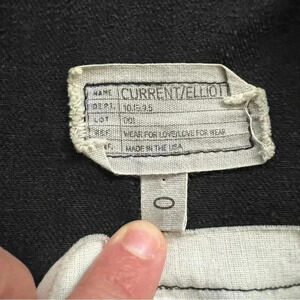 NAME CURRENT/ELLIOTT
DEPT. 10.15.9.5
LOT 001
REF. WEAR FOR LOVE/LOVE FOR WEAR
MADE IN THE USA
0